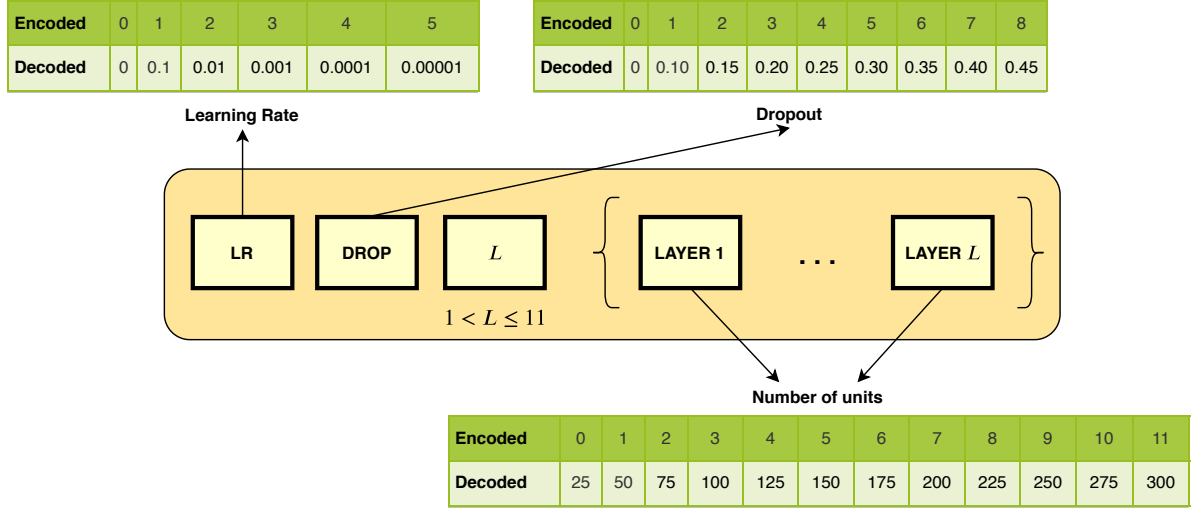 Encoded 0 1 2 3 4 5
Decoded 0 0.1 0.01 0.001 0.0001 0.00001
Encoded 0 1 2 3 4 5 6 7 8
Decoded 0 0.10 0.15 0.20 0.25 0.30 0.35 0.40 0.45
Learning Rate
Dropout
LR DROP L { LAYER 1 . . . LAYER L }
1 < L ≤ 11
Number of units
Encoded 0 1 2 3 4 5 6 7 8 9 10 11
Decoded 25 50 75 100 125 150 175 200 225 250 275 300